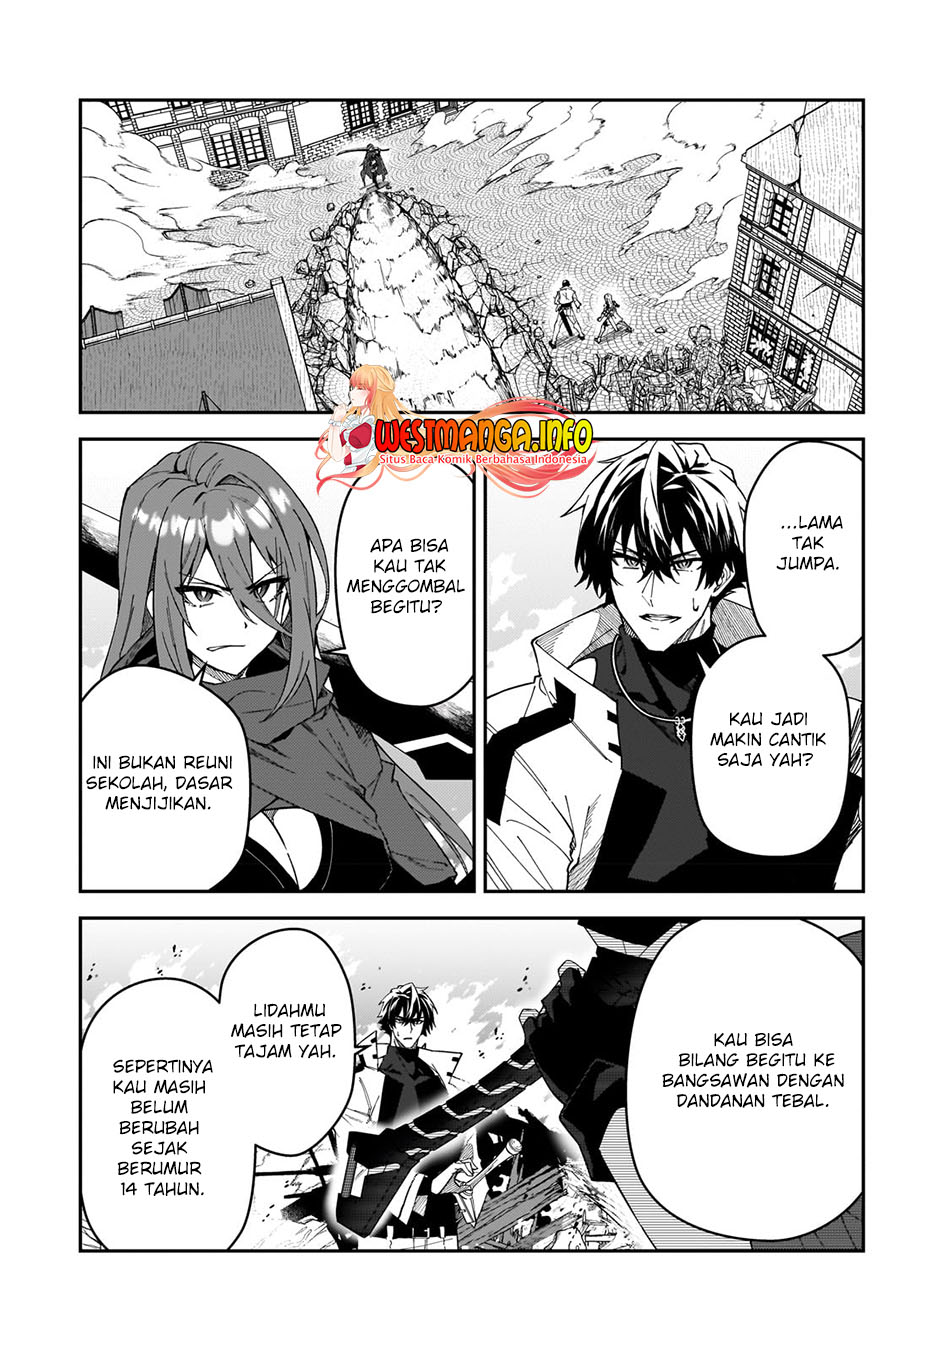 WESTMANGA.INFO
Situs Baca Komik Berbahasa Indonesia
...LAMA
TAK
JUMPA.
KAU JADI
MAKIN CANTIK
SAJA YAH?
APA BISA
KAU TAK
MENGGOMBAL
BEGITU?
INI BUKAN REUNI
SEKOLAH, DASAR
MENJIJIKAN.
KAU BISA
BILANG BEGITU KE
BANGSAWAN DENGAN
DANDANAN TEBAL.
LIDAHMU
MASIH TETAP
TAJAM YAH.
SEPERTINYA
KAU MASIH
BELUM
BERUBAH
SEJAK
BERUMUR
14 TAHUN.